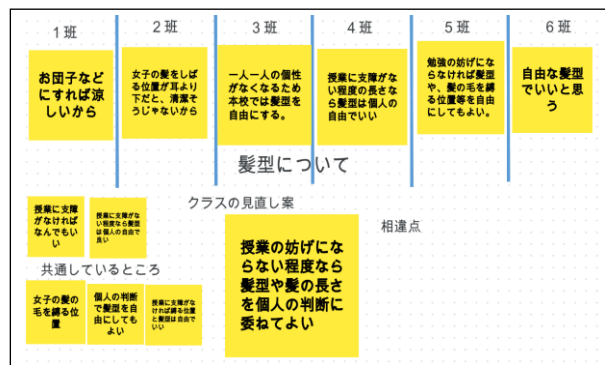 1班
2班
3班
4班
5班
6班
お団子など
にすれば涼
しいから
女子の髪をしば
る位置が耳より
下だと、清潔そ
うじゃないから
一人一人の個性
がなくなるため
本校では髪型を
自由にする。
授業に支障がな
い程度の長さな
ら髪型は個人の
自由でいい
勉強の妨げにな
らなければ髪型
や、髪の毛を縛
る位置等を自由
にしてもよい。
自由な髪型
でいいと思
う
髪型について
クラスの見直し案
相違点
授業に支障が
なければな
んでもいい
授業に支障がな
い程度なら髪型
は個人の自由で
良い
共通しているところ
女子の髪の
毛を縛る位
置
個人の判断
で髪型を自
由にしても
よい
授業に支障がな
ければ縛る位置
と髪型は自由で
いい
授業の妨げにな
らない程度なら
髪型や髪の長さ
を個人の判断に
委ねてよい